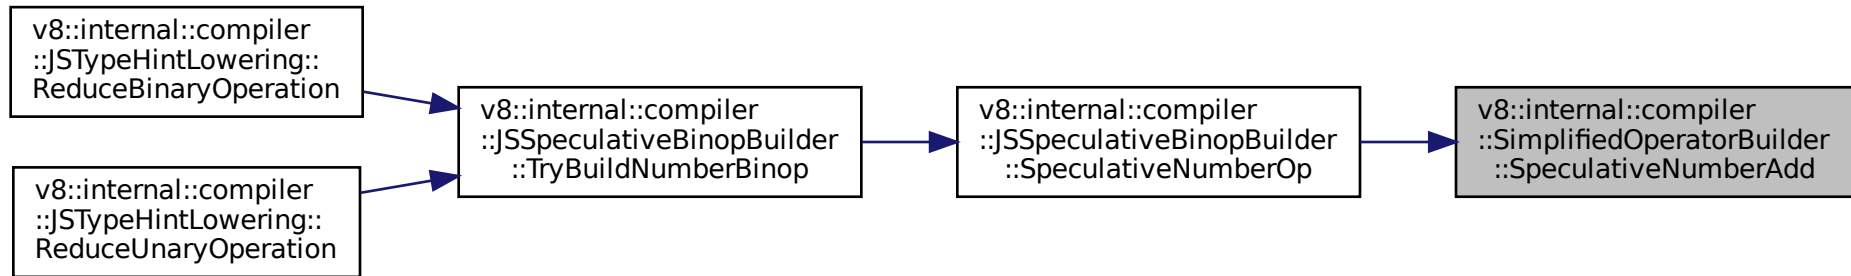 v8::internal::compiler
::JSTypeHintLowering::
ReduceBinaryOperation
v8::internal::compiler
::JSTypeHintLowering::
ReduceUnaryOperation
v8::internal::compiler
::JSSpeculativeBinopBuilder
::TryBuildNumberBinop
v8::internal::compiler
::JSSpeculativeBinopBuilder
::SpeculativeNumberOp
v8::internal::compiler
::SimplifiedOperatorBuilder
::SpeculativeNumberAdd